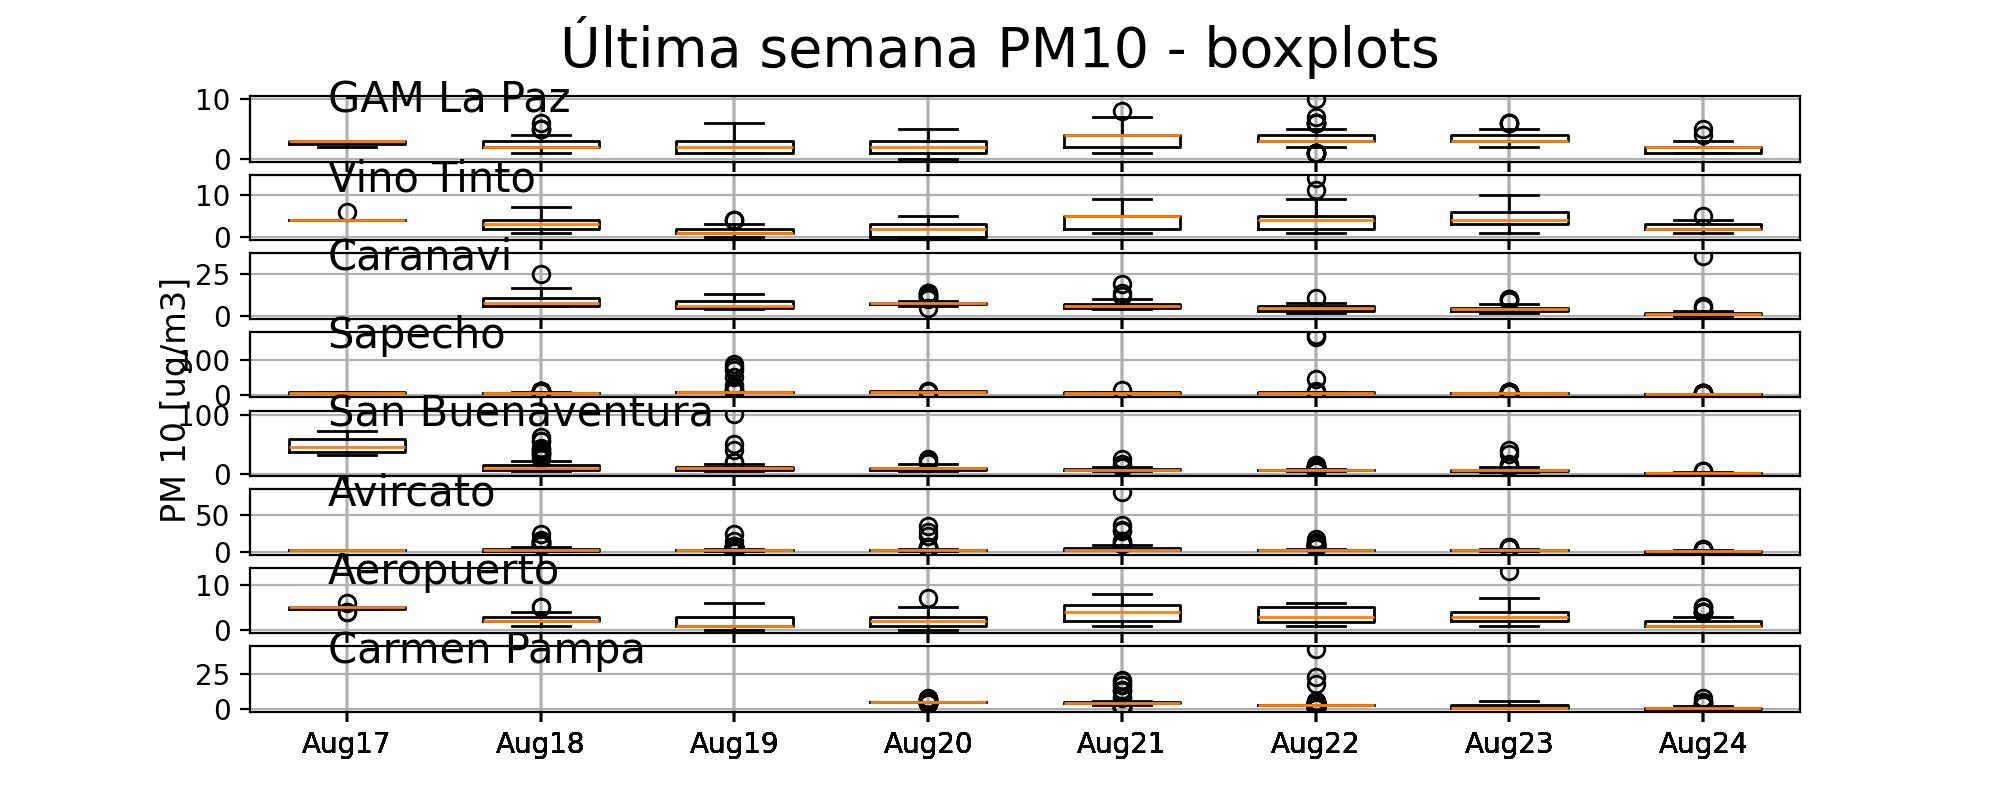 Última semana PM10 - boxplots
PM 10 [ug/m3]
GAM La Paz
10
0
Vino Tinto
10
0
Caranavi
25
0
Sapecho
100
0
San Buenaventura
100
0
Avircato
50
0
Aeropuerto
10
0
Carmen Pampa
25
0
Aug17 Aug18 Aug19 Aug20 Aug21 Aug22 Aug23 Aug24